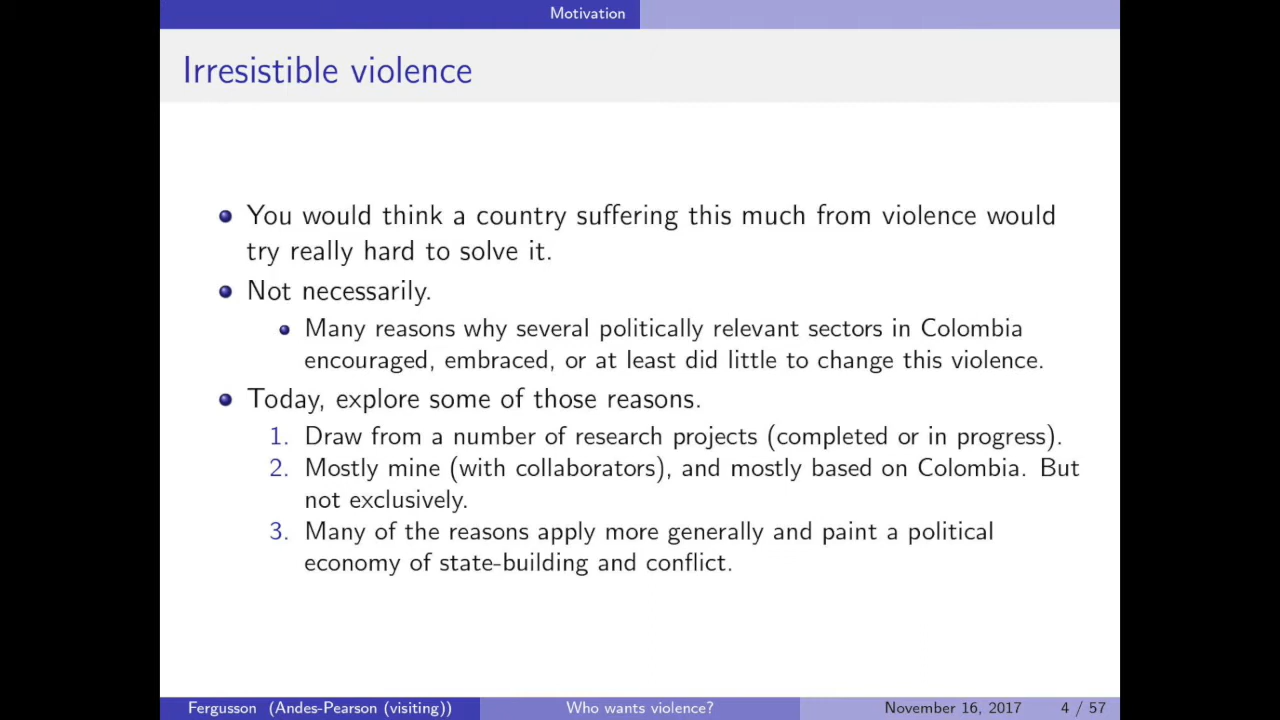 Motivation
Irresistible violence
You would think a country suffering this much from violence would
try really hard to solve it.
Not necessarily.
Many reasons why several politically relevant sectors in Colombia
encouraged, embraced, or at least did little to change this violence.
Today, explore some of those reasons.
1. Draw from a number of research projects (completed or in progress).
2. Mostly mine (with collaborators), and mostly based on Colombia. But
not exclusively.
3. Many of the reasons apply more generally and paint a political
economy of state-building and conflict.
Fergusson (Andes-Pearson (visiting)) Who wants violence? November 16, 2017 4 / 57